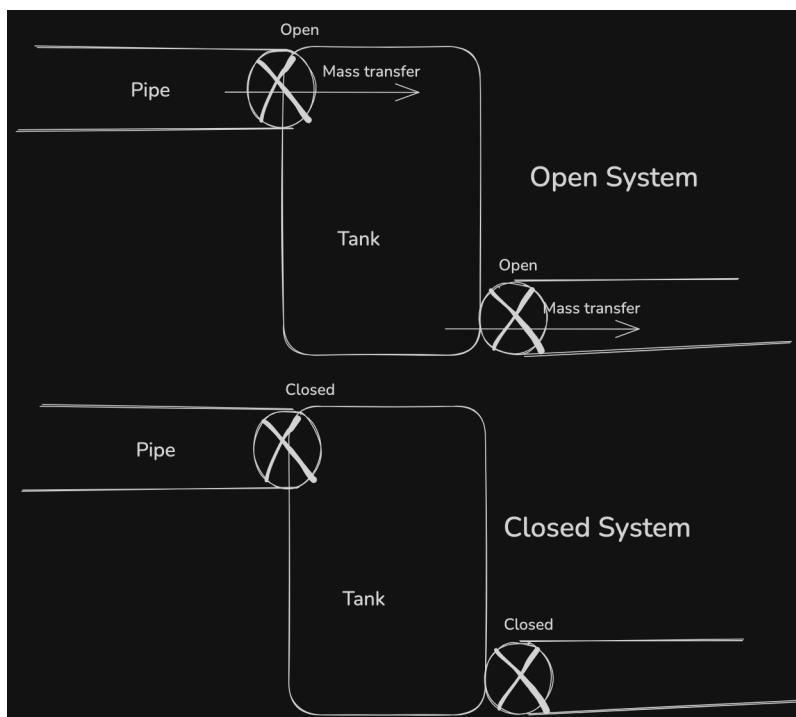 Open
Mass transfer
Pipe
Open System
Tank
Open
Mass transfer
Closed
Pipe
Closed System
Tank
Closed